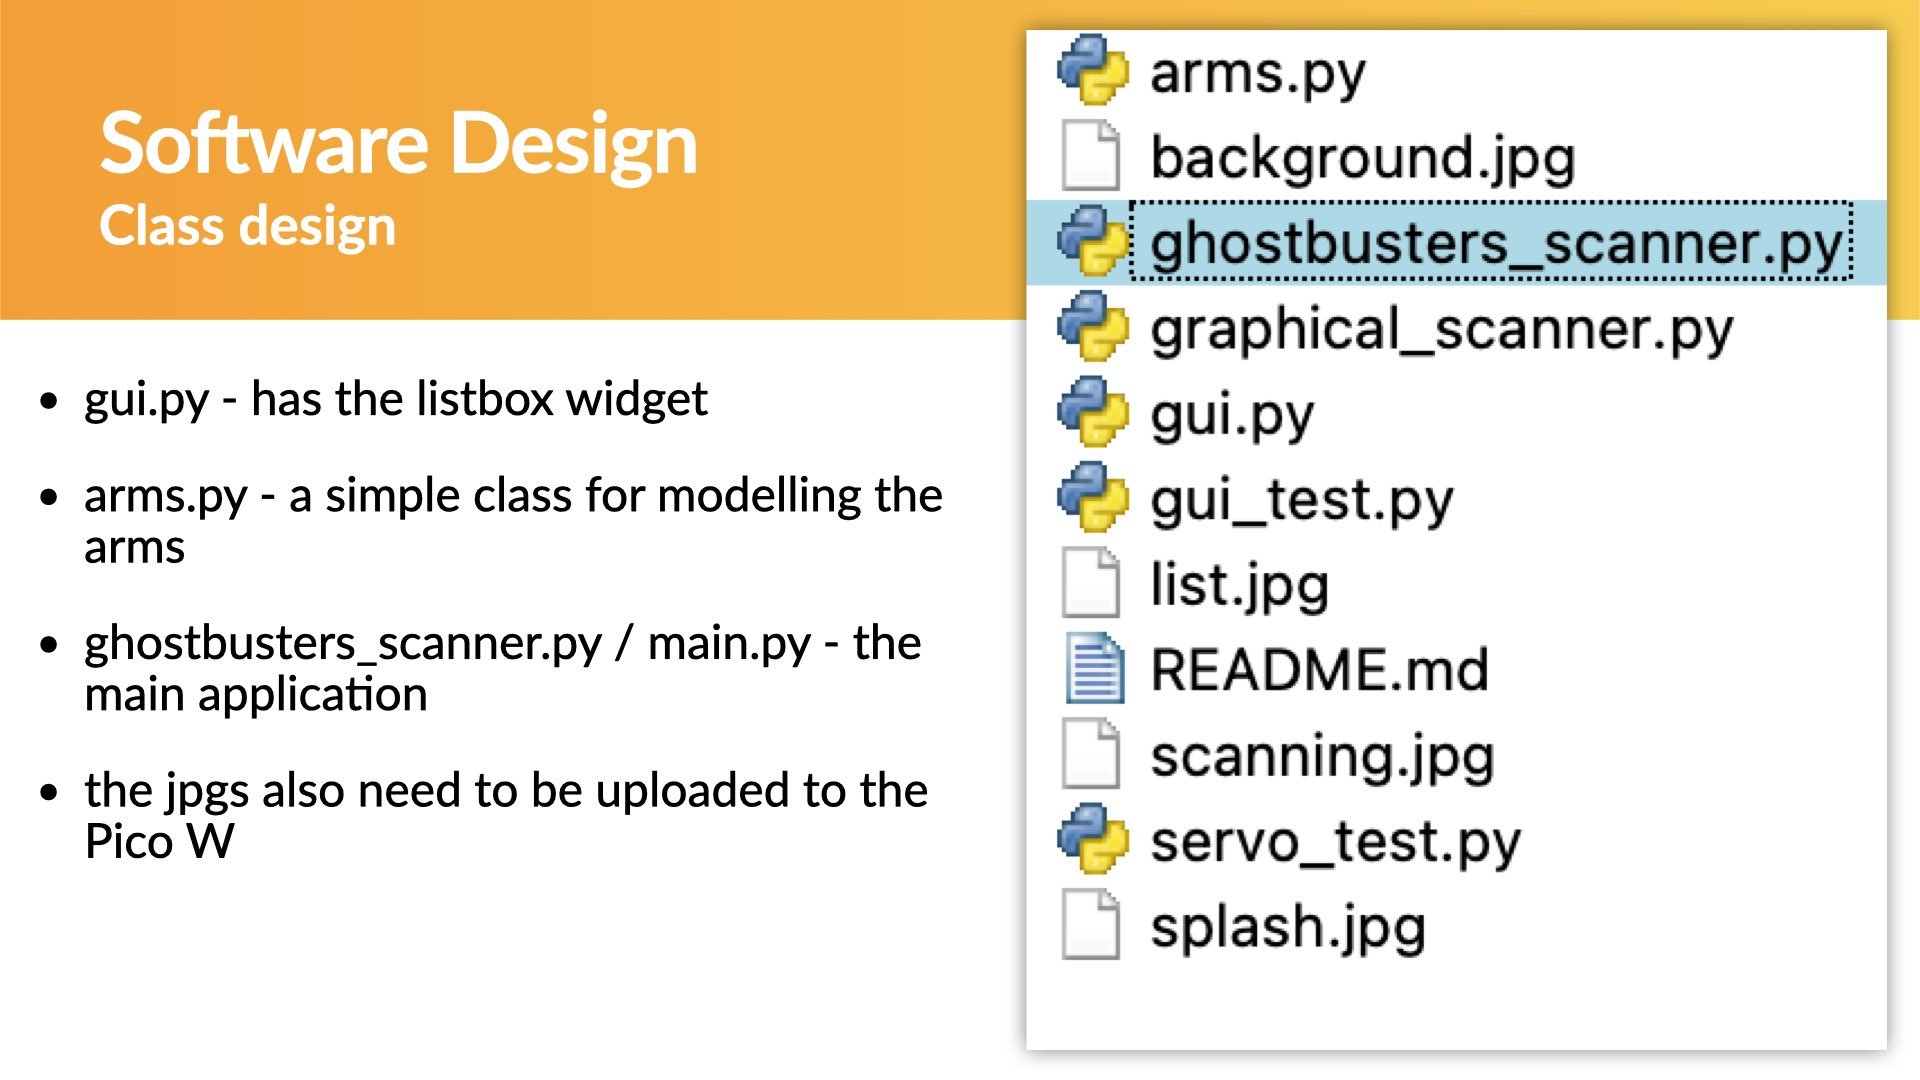 Software Design
Class design
• gui.py - has the listbox widget
• arms.py - a simple class for modelling the
arms
• ghostbusters_scanner.py / main.py - the
main application
• the jpgs also need to be uploaded to the
Pico W
arms.py
background.jpg
ghostbusters_scanner.py
graphical_scanner.py
gui.py
gui_test.py
list.jpg
README.md
scanning.jpg
servo_test.py
splash.jpg